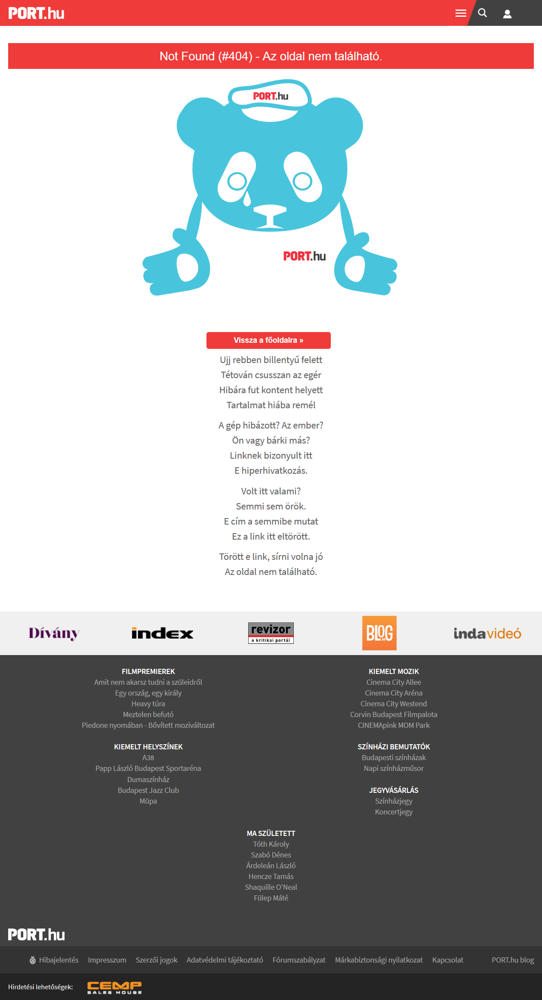 PORT.hu
Not Found (#404) - Az oldal nem található.
PORT.hu
PORT.hu
Vissza a főoldalra »
Ujj rebben billentyű felett
Tétován csusszan az egér
Hibára fut kontent helyett
Tartalmat hiába remél
A gép hibázott? Az ember?
Ön vagy bárki más?
Linknek bizonyult itt
E hiperhivatkozás.
Volt itt valami?
Semmi sem örök.
E cím a semmibe mutat
Ez a link itt eltörött.
Törött e link, sírni volna jó
Az oldal nem található.
Dívány
index
revizor
a kritikai portál
BLOG.HU
indavideó
FILMPREMIEREK
Amit nem akarsz tudni a szüleidről
Egy ország, egy király
Heavy túra
Meztelen befutó
Piedone nyomában - Bővített moziváltozat
KIEMELT MOZIK
Cinema City Allee
Cinema City Aréna
Cinema City Westend
Corvin Budapest Filmpalota
CINEMApink MOM Park
KIEMELT HELYSZÍNEK
A38
Papp László Budapest Sportaréna
Dumaszínház
Budapest Jazz Club
Müpa
SZÍNHÁZI BEMUTATÓK
Budapesti színházak
Napi színházműsor
JEGYVÁSÁRLÁS
Színházjegy
Koncertjegy
MA SZÜLETETT
Tóth Károly
Szabó Dénes
Árdeleán László
Hencze Tamás
Shaquille O'Neal
Fülep Máté
PORT.hu
Hibajelentés Impresszum Szerzői jogok Adatvédelmi tájékoztató Fórumszabályzat Márkabiztonsági nyilatkozat Kapcsolat PORT.hu blog
Hirdetési lehetőségek: CEMP
SALES HOUSE